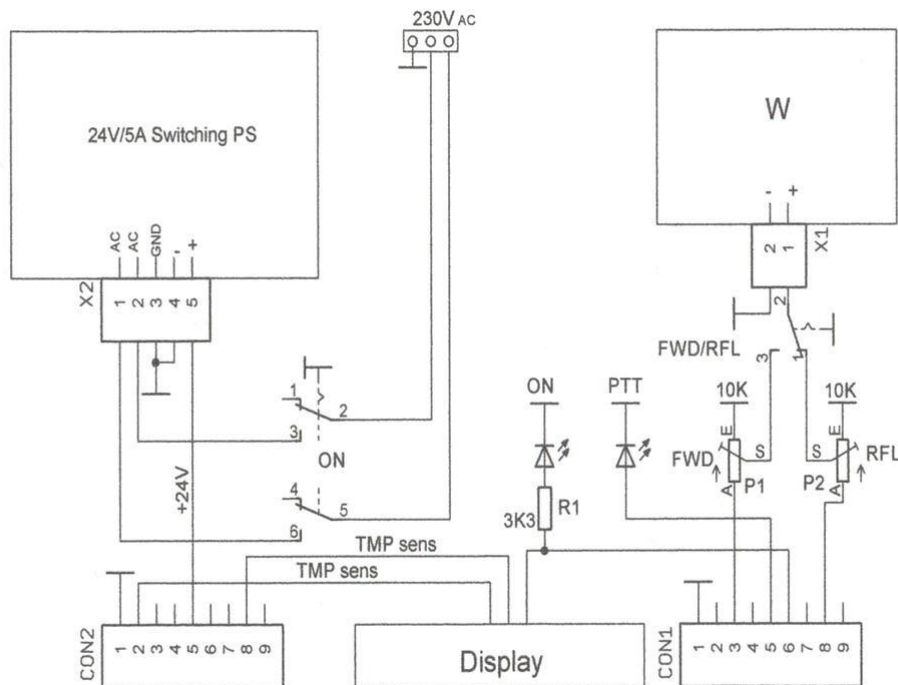 230V AC
24V/5A Switching PS
W
- +
AC AC GND - +
X2
1 2 3 4 5
2 1
X1
2
FWD/RFL
3 1
1
2
3
ON
4
5
6
+24V
ON
PTT
10K
10K
E
S
S
E
FWD
RFL
A
P1
P2
A
3K3
R1
TMP sens
TMP sens
CON2
1 2 3 4 5 6 7 8 9
Display
CON1
1 2 3 4 5 6 7 8 9